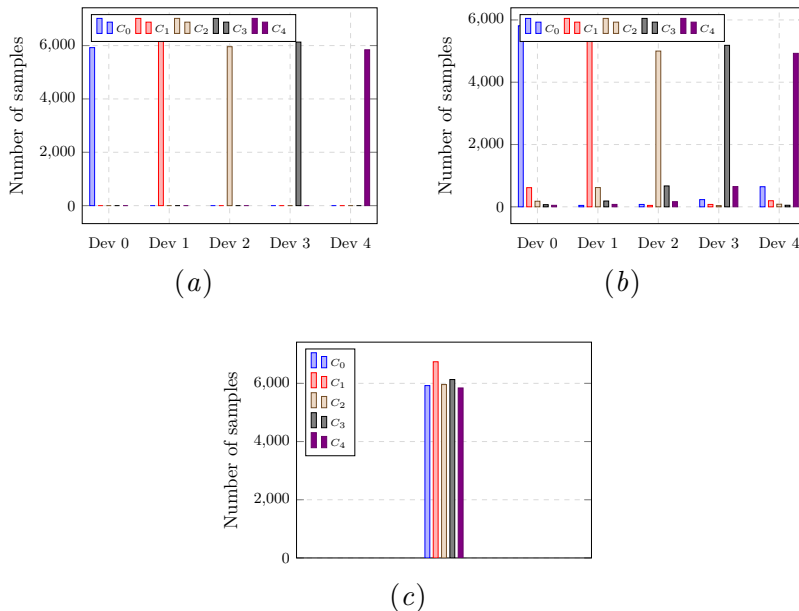 C0 C1 C2 C3 C4
Number of samples
6,000
4,000
2,000
0
Dev 0 Dev 1 Dev 2 Dev 3 Dev 4
(a)
C0 C1 C2 C3 C4
Number of samples
6,000
4,000
2,000
0
Dev 0 Dev 1 Dev 2 Dev 3 Dev 4
(b)
C0
C1
C2
C3
C4
Number of samples
6,000
4,000
2,000
0
(c)